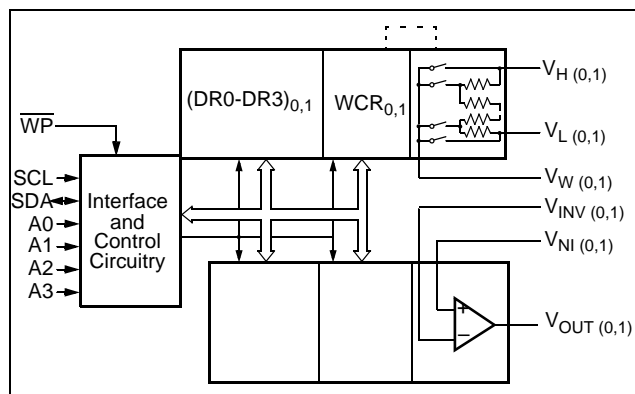 (DR0-DR3)0,1
WCR0,1
VH (0,1)
VL (0,1)
VW (0,1)
VINV (0,1)
VNI (0,1)
VOUT (0,1)
WP
SCL
SDA
A0
A1
A2
A3
Interface
and
Control
Circuitry
+
−